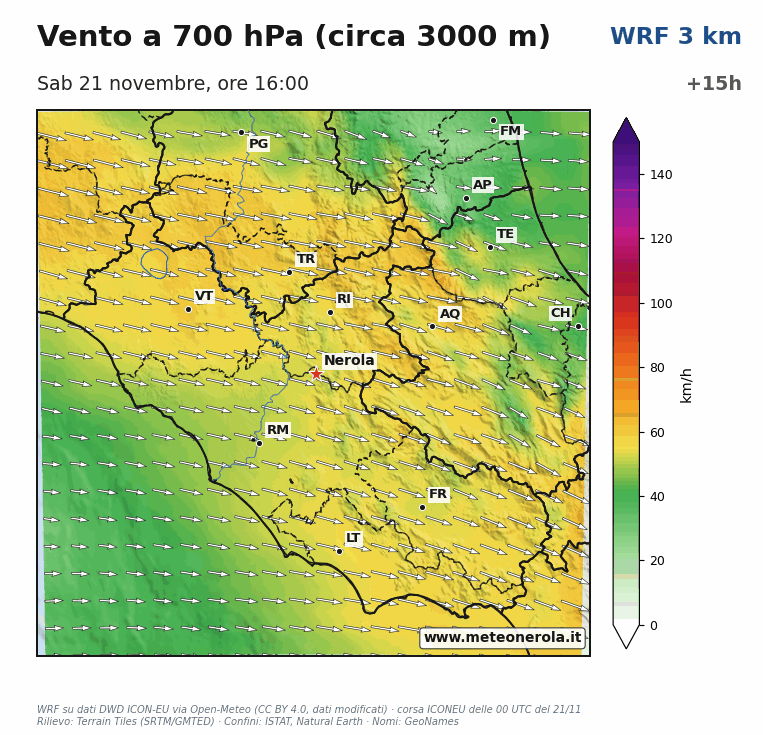 Vento a 700 hPa (circa 3000 m)
WRF 3 km
Sab 21 novembre, ore 16:00
+15h
FM
PG
AP
TE
TR
VT
RI
AQ
CH
Nerola
RM
FR
LT
www.meteonerola.it
140
120
100
80
60
40
20
0
km/h
WRF su dati DWD ICON-EU via Open-Meteo (CC BY 4.0, dati modificati) · corsa ICONEU delle 00 UTC del 21/11
Rilievo: Terrain Tiles (SRTM/GMTED) · Confini: ISTAT, Natural Earth · Nomi: GeoNames